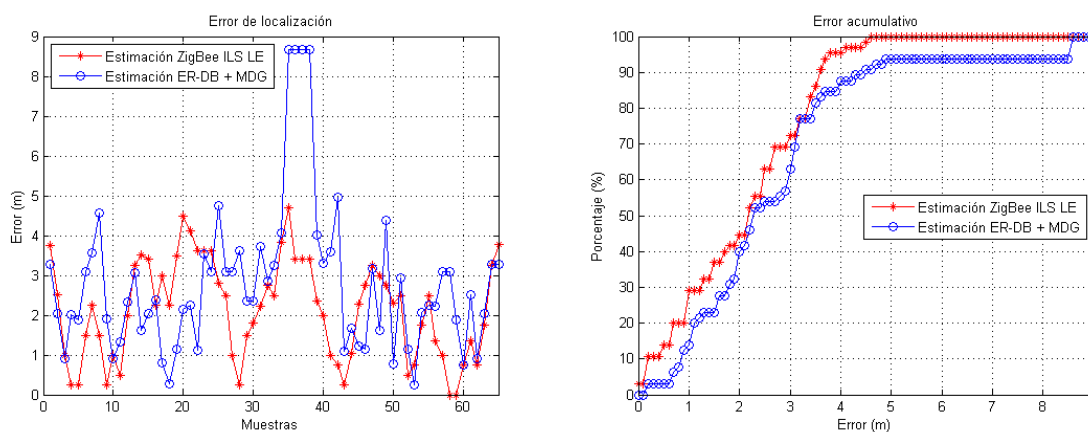 Error de localización
Error (m)
9
8
7
6
5
4
3
2
1
0
Estimación ZigBee ILS LE
Estimación ER-DB + MDG
0 10 20 30 40 50 60
Muestras
Error acumulativo
Porcentaje (%)
100
90
80
70
60
50
40
30
20
10
0
Estimación ZigBee ILS LE
Estimación ER-DB + MDG
0 1 2 3 4 5 6 7 8
Error (m)